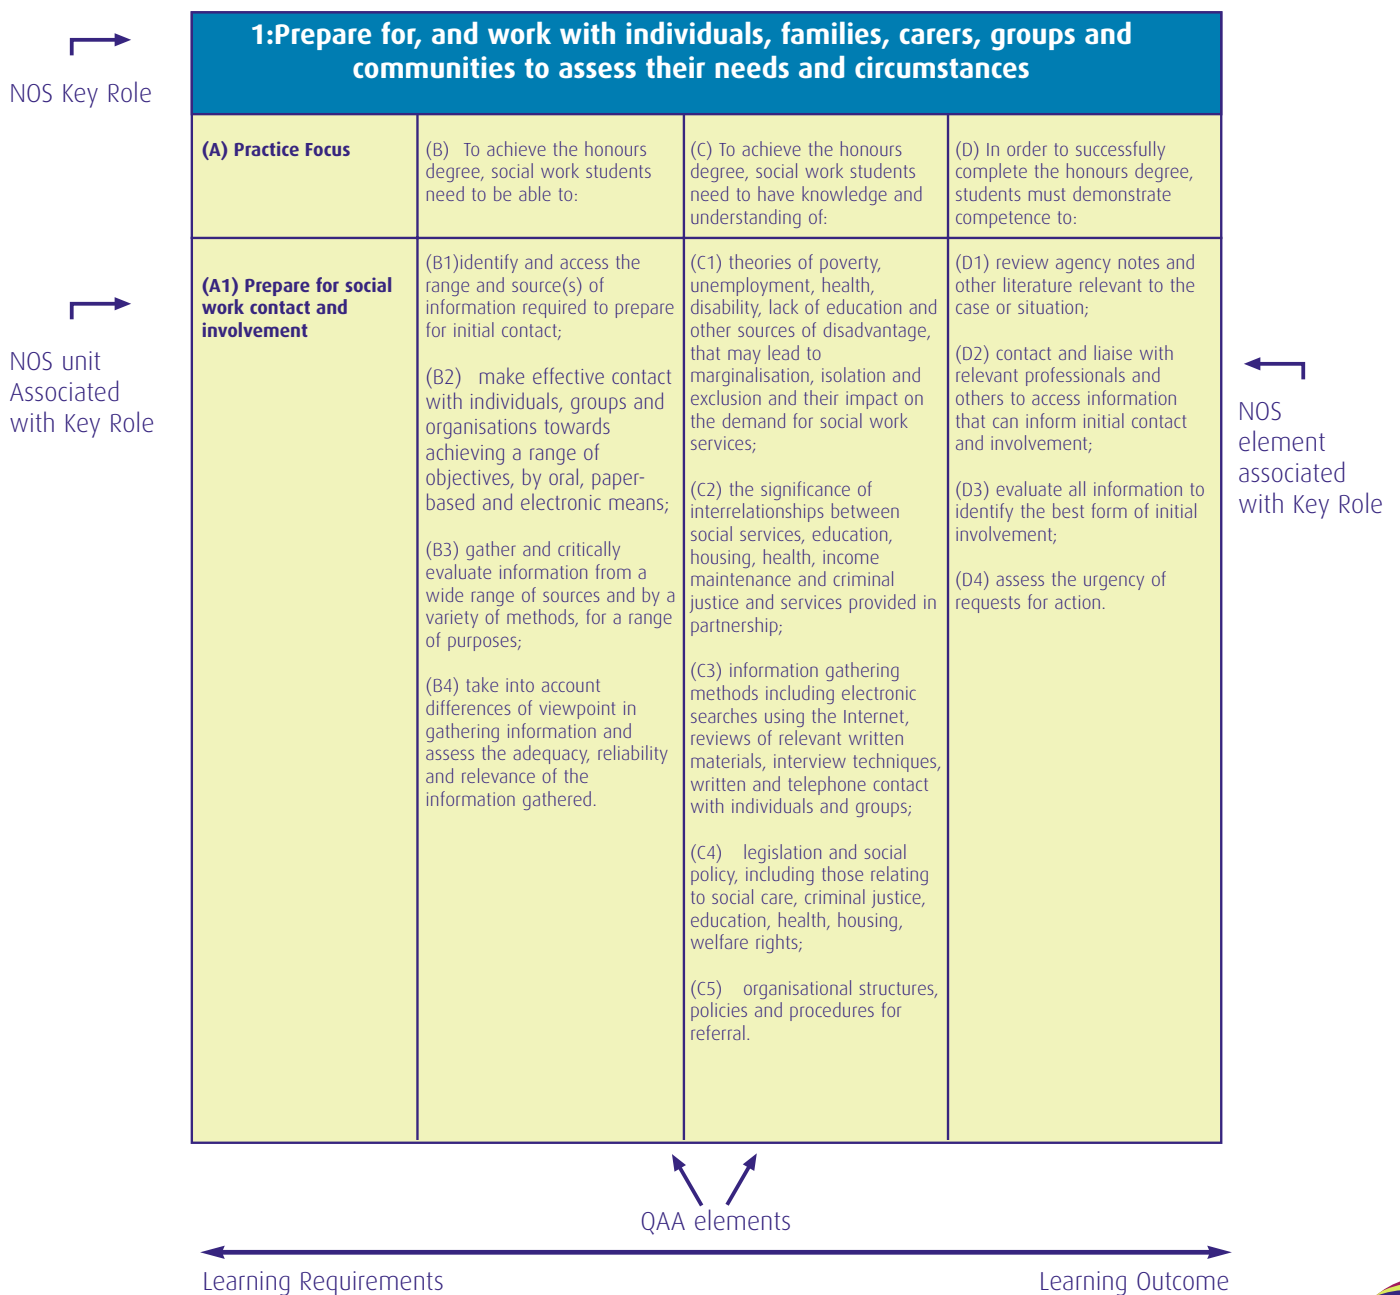 1:Prepare for, and work with individuals, families, carers, groups and
communities to assess their needs and circumstances
NOS Key Role
(A) Practice Focus
(B) To achieve the honours
degree, social work students
need to be able to:
(C) To achieve the honours
degree, social work students
need to have knowledge and
understanding of:
(D) In order to successfully
complete the honours degree,
students must demonstrate
competence to:
NOS unit
Associated
with Key Role
(A1) Prepare for social
work contact and
involvement
(B1)identify and access the
range and source(s) of
information required to prepare
for initial contact;
(B2) make effective contact
with individuals, groups and
organisations towards
achieving a range of
objectives, by oral, paper-
based and electronic means;
(B3) gather and critically
evaluate information from a
wide range of sources and by a
variety of methods, for a range
of purposes;
(B4) take into account
differences of viewpoint in
gathering information and
assess the adequacy, reliability
and relevance of the
information gathered.
(C1) theories of poverty,
unemployment, health,
disability, lack of education and
other sources of disadvantage,
that may lead to
marginalisation, isolation and
exclusion and their impact on
the demand for social work
services;
(C2) the significance of
interrelationships between
social services, education,
housing, health, income
maintenance and criminal
justice and services provided in
partnership;
(C3) information gathering
methods including electronic
searches using the Internet,
reviews of relevant written
materials, interview techniques,
written and telephone contact
with individuals and groups;
(C4) legislation and social
policy, including those relating
to social care, criminal justice,
education, health, housing,
welfare rights;
(C5) organisational structures,
policies and procedures for
referral.
(D1) review agency notes and
other literature relevant to the
case or situation;
(D2) contact and liaise with
relevant professionals and
others to access information
that can inform initial contact
and involvement;
(D3) evaluate all information to
identify the best form of initial
involvement;
(D4) assess the urgency of
requests for action.
NOS
element
associated
with Key Role
QAA elements
Learning Requirements
Learning Outcome